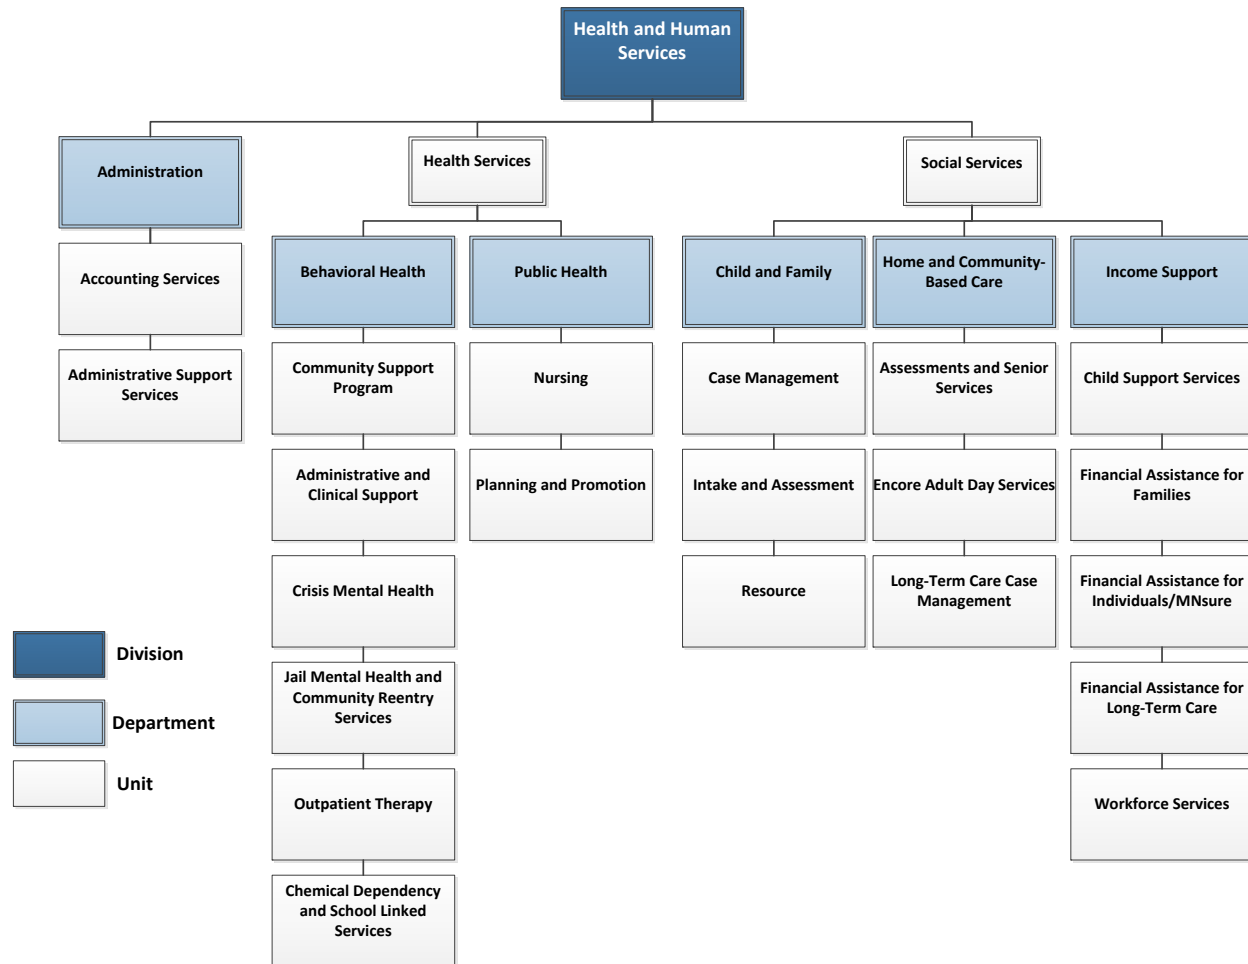 Health and Human
Services
Administration
Health Services
Social Services
Accounting Services
Administrative Support
Services
Behavioral Health
Public Health
Child and Family
Home and Community-
Based Care
Income Support
Community Support
Program
Administrative and
Clinical Support
Crisis Mental Health
Jail Mental Health and
Community Reentry
Services
Outpatient Therapy
Chemical Dependency
and School Linked
Services
Nursing
Planning and Promotion
Case Management
Intake and Assessment
Resource
Assessments and Senior
Services
Encore Adult Day Services
Long-Term Care Case
Management
Child Support Services
Financial Assistance for
Families
Financial Assistance for
Individuals/MNsure
Financial Assistance for
Long-Term Care
Workforce Services
Division
Department
Unit